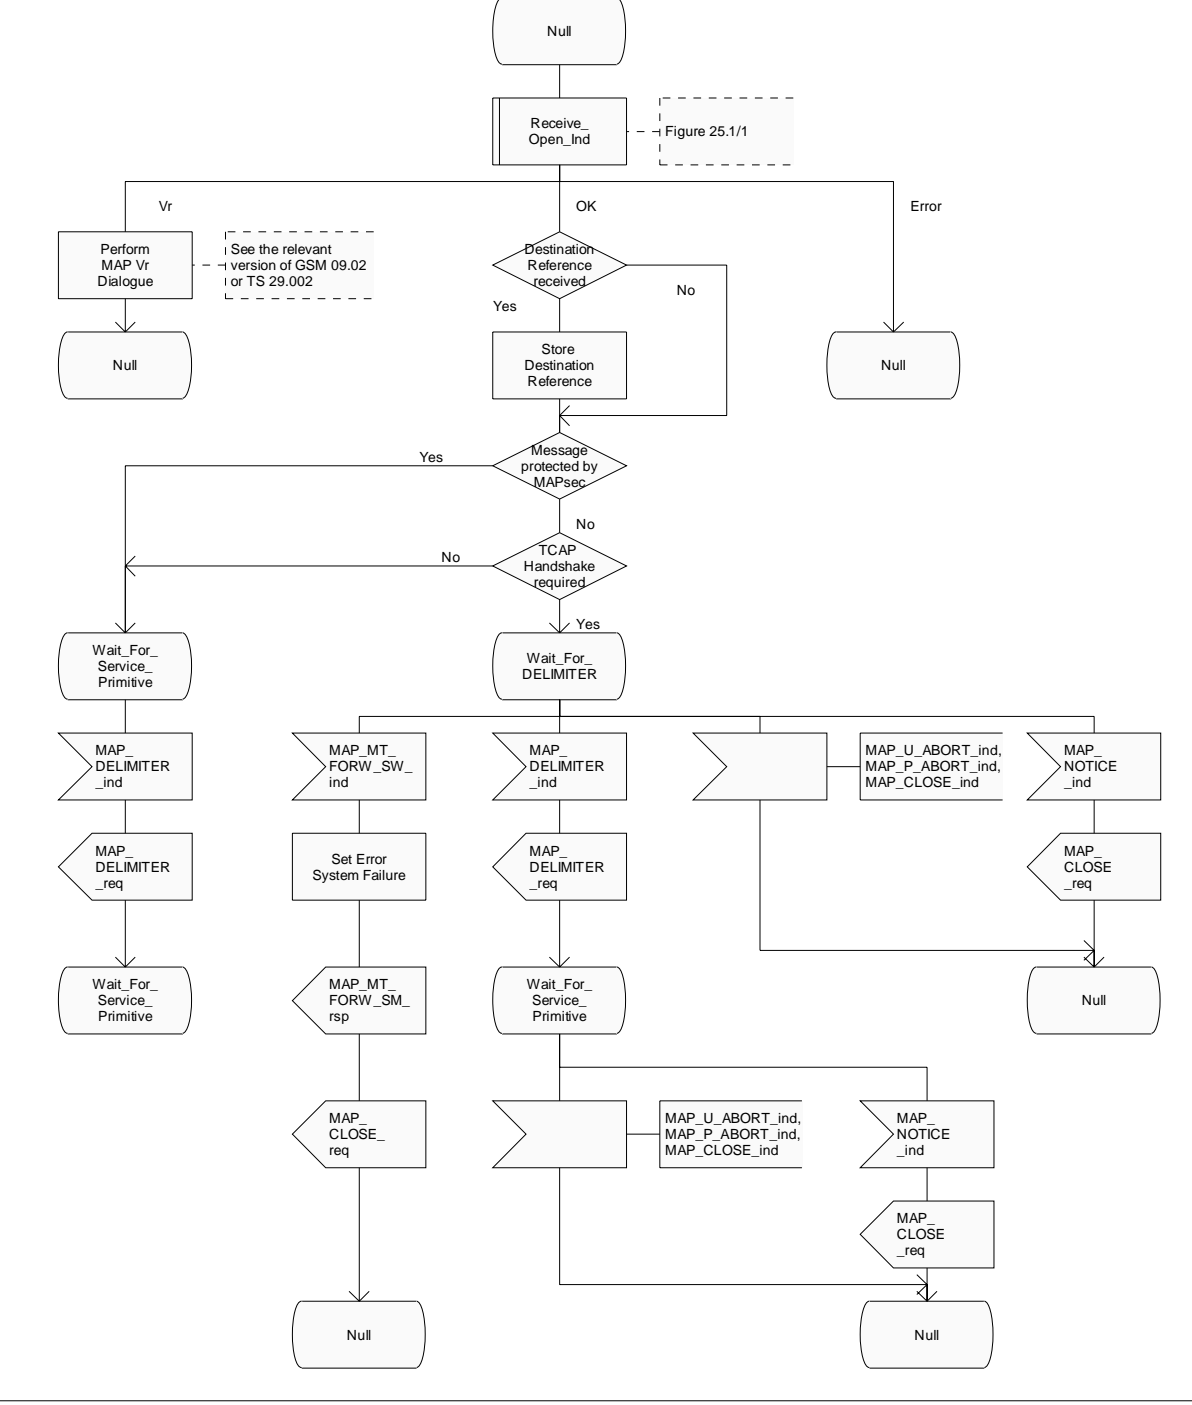 Null
Receive_
Open_Ind
Figure 25.1/1
Vr
OK
Error
Perform
MAP Vr
Dialogue
See the relevant
version of GSM 09.02
or TS 29.002
Destination
Reference
received
No
Yes
Null
Store
Destination
Reference
Null
Message
protected by
MAPsec
Yes
No
TCAP
Handshake
required
No
Yes
Wait_For_
Service_
Primitive
Wait_For_
DELIMITER
MAP_
DELIMITER
_ind
MAP_MT_
FORW_SW_
ind
MAP_
DELIMITER
_ind
MAP_U_ABORT_ind,
MAP_P_ABORT_ind,
MAP_CLOSE_ind
MAP_
NOTICE
_ind
MAP_
DELIMITER
_req
Set Error
System Failure
MAP_
DELIMITER
_req
MAP_
CLOSE
_req
Wait_For_
Service_
Primitive
MAP_MT_
FORW_SM_
rsp
Wait_For_
Service_
Primitive
Null
MAP_
CLOSE_
req
MAP_U_ABORT_ind,
MAP_P_ABORT_ind,
MAP_CLOSE_ind
MAP_
NOTICE
_ind
MAP_
CLOSE
_req
Null
Null